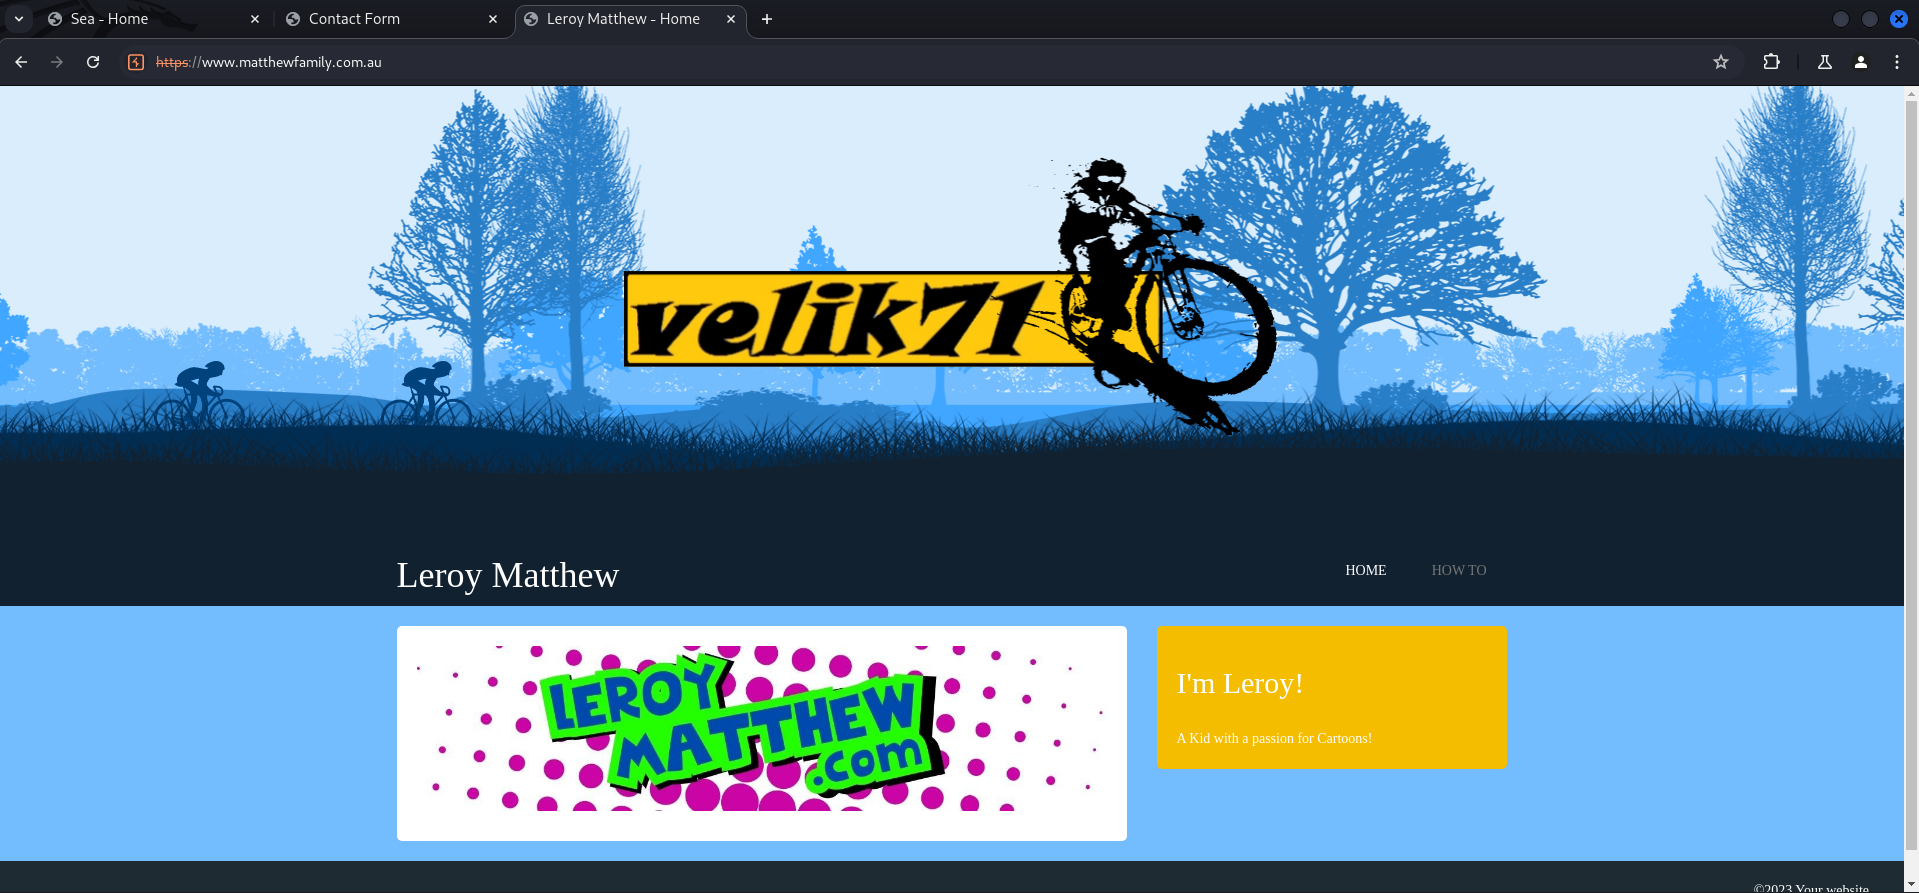 Sea - Home
Contact Form
Leroy Matthew - Home
https://www.matthewfamily.com.au
velik71
Leroy Matthew
HOME
HOW TO
LEROY
MATTHEW
.com
I'm Leroy!
A Kid with a passion for Cartoons!
©2023 Your website